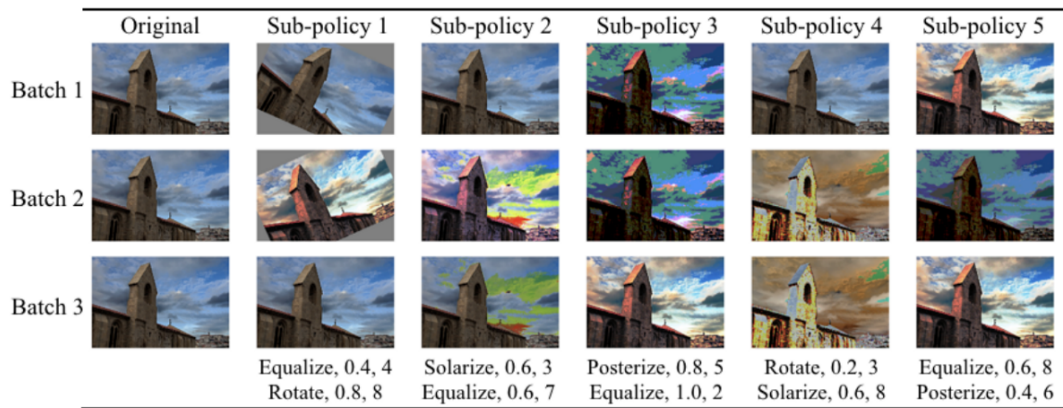 Original Sub-policy 1 Sub-policy 2 Sub-policy 3 Sub-policy 4 Sub-policy 5
Batch 1
Batch 2
Batch 3
Equalize, 0.4, 4 Solarize, 0.6, 3 Posterize, 0.8, 5 Rotate, 0.2, 3 Equalize, 0.6, 8
Rotate, 0.8, 8 Equalize, 0.6, 7 Equalize, 1.0, 2 Solarize, 0.6, 8 Posterize, 0.4, 6